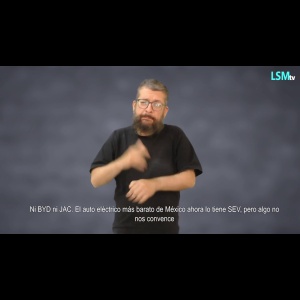 LSMtv
Ni BYD ni JAC. El auto eléctrico más barato de México ahora lo tiene SEV, pero algo no
nos convence